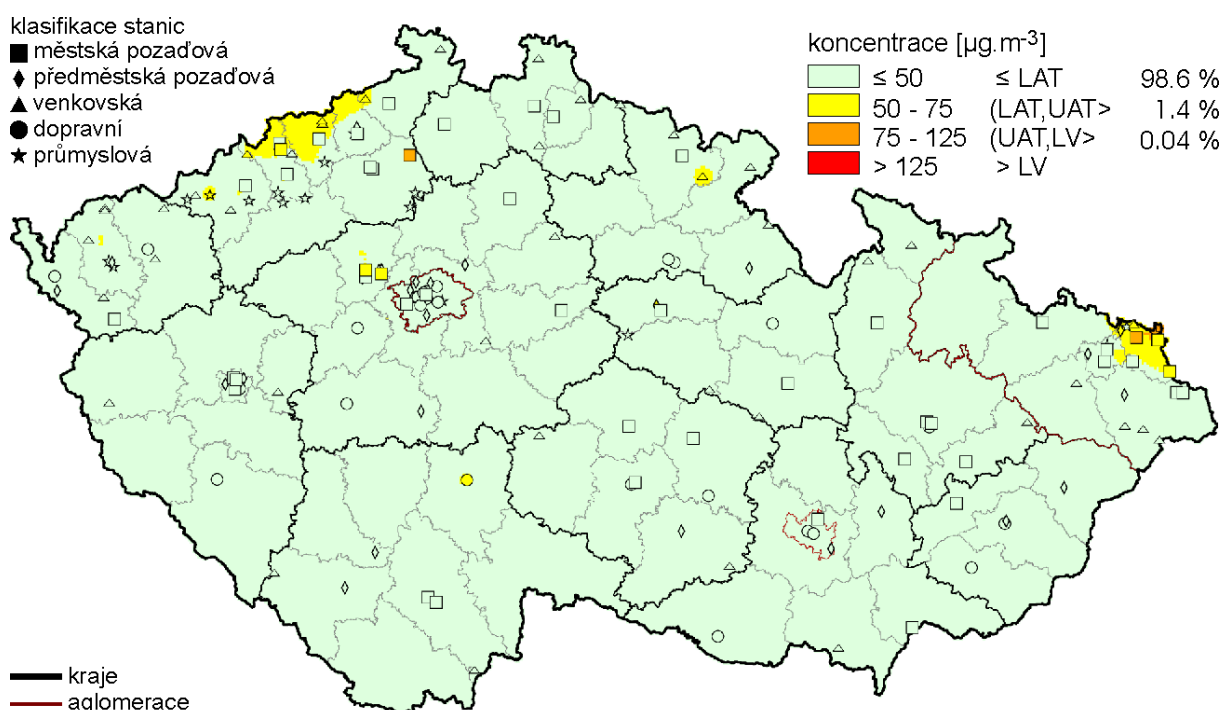 klasifikace stanic
městská pozaďová
předměstská pozaďová
venkovská
dopravní
průmyslová
koncentrace [µg.m-3]
≤ 50 ≤ LAT 98.6 %
50 - 75 (LAT,UAT> 1.4 %
75 - 125 (UAT,LV> 0.04 %
> 125 > LV
kraje
aglomerace